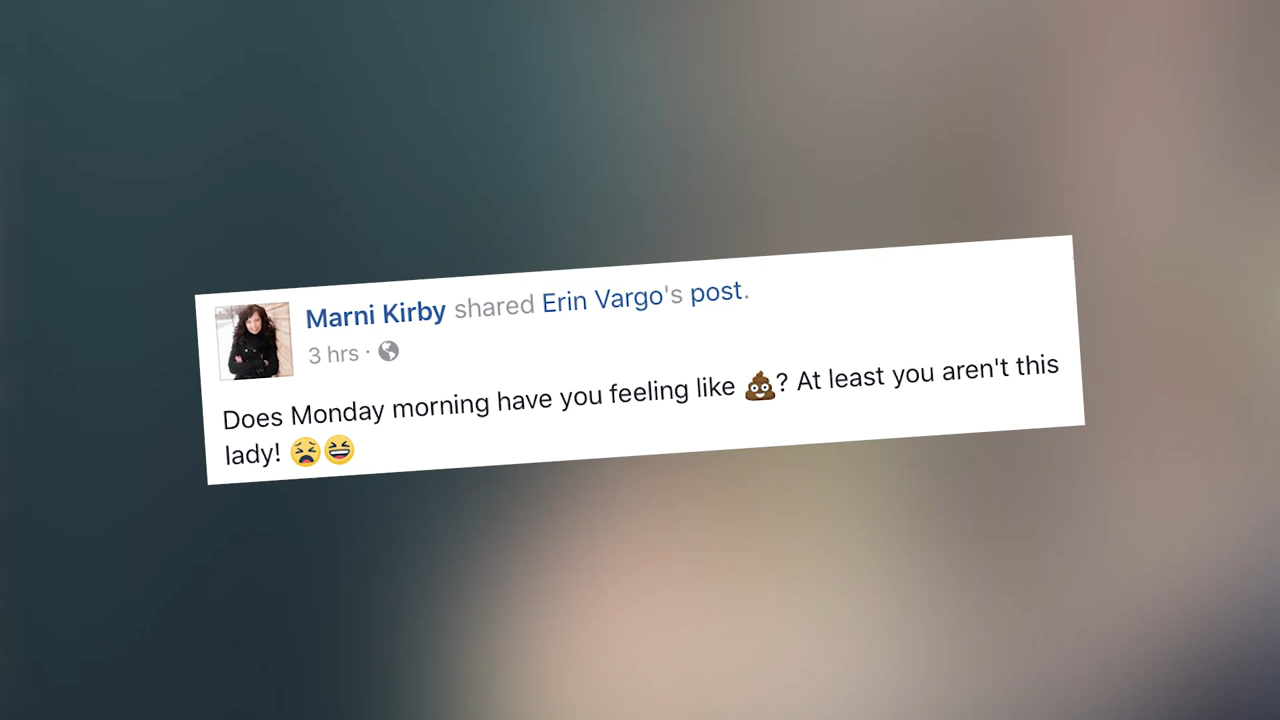 Marni Kirby shared Erin Vargo's post.
3 hrs ·
Does Monday morning have you feeling like 💩? At least you aren't this
lady! 😫😆